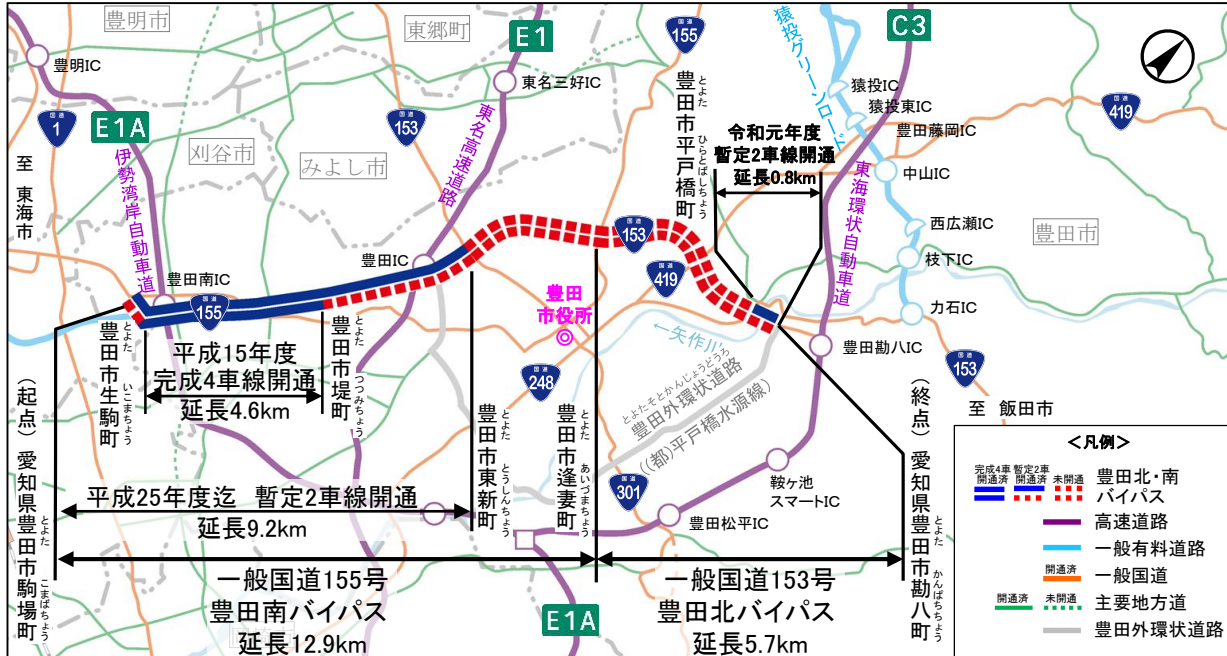 豊明市
東郷町
E1
国道
155
猿投グリーンロード
C3
豊明IC
東名三好IC
猿投IC
猿投東IC
国道
419
国道
1
E1A
国道
153
豊田市平戸橋町
とよた
ひらとばしちょう
令和元年度
暫定2車線開通
延長0.8km
豊田藤岡IC
刈谷市
みよし市
中山IC
至 東海市
伊勢湾岸自動車道
東名高速道路
東海環状自動車道
西広瀬IC
豊田市
国道
153
豊田IC
枝下IC
豊田南IC
国道
419
国道
155
豊田
市役所
力石IC
←矢作川
豊田勘八IC
平成15年度
完成4車線開通
延長4.6km
豊田市生駒町
とよた
いこまちょう
豊田市堤町
とよた
つつみちょう
国道
248
とよたそとかんじょうどうろ
豊田外環状道路
((都)平戸橋水源線)
国道
153
至 飯田市
(起点)愛知県豊田市駒場町
とよた
こまばちょう
豊田市東新町
とよた
とうしんちょう
豊田市逢妻町
とよた
あいづまちょう
(終点)愛知県豊田市勘八町
とよた
かんぱちちょう
平成25年度迄 暫定2車線開通
延長9.2km
国道
301
鞍ヶ池
スマートIC
豊田松平IC
一般国道155号
豊田南バイパス
延長12.9km
E1A
一般国道153号
豊田北バイパス
延長5.7km
<凡例>
完成4車 暫定2車
開通済 開通済 未開通
豊田北・南
バイパス
高速道路
一般有料道路
開通済 一般国道
開通済 未開通 主要地方道
豊田外環状道路